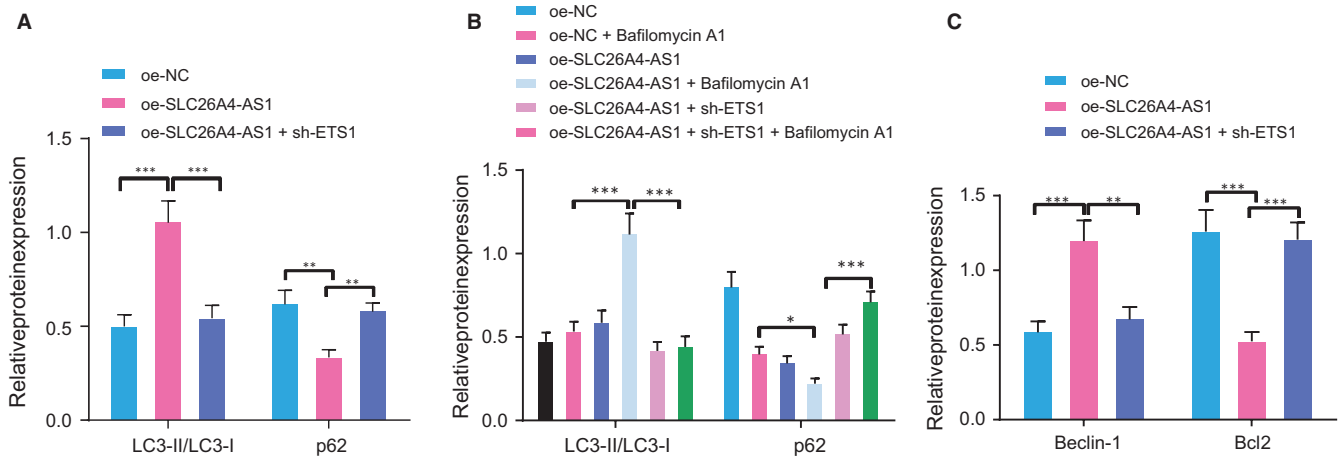 A
oe-NC
oe-SLC26A4-AS1
oe-SLC26A4-AS1 + sh-ETS1
Relativeproteinexpression
1.5
1.0
0.5
0.0
***
***
**
**
LC3-II/LC3-I
p62
B
oe-NC
oe-NC + Bafilomycin A1
oe-SLC26A4-AS1
oe-SLC26A4-AS1 + Bafilomycin A1
oe-SLC26A4-AS1 + sh-ETS1
oe-SLC26A4-AS1 + sh-ETS1 + Bafilomycin A1
Relativeproteinexpression
1.5
1.0
0.5
0.0
***
***
*
***
LC3-II/LC3-I
p62
C
oe-NC
oe-SLC26A4-AS1
oe-SLC26A4-AS1 + sh-ETS1
Relativeproteinexpression
1.5
1.0
0.5
0.0
***
**
***
***
Beclin-1
Bcl2